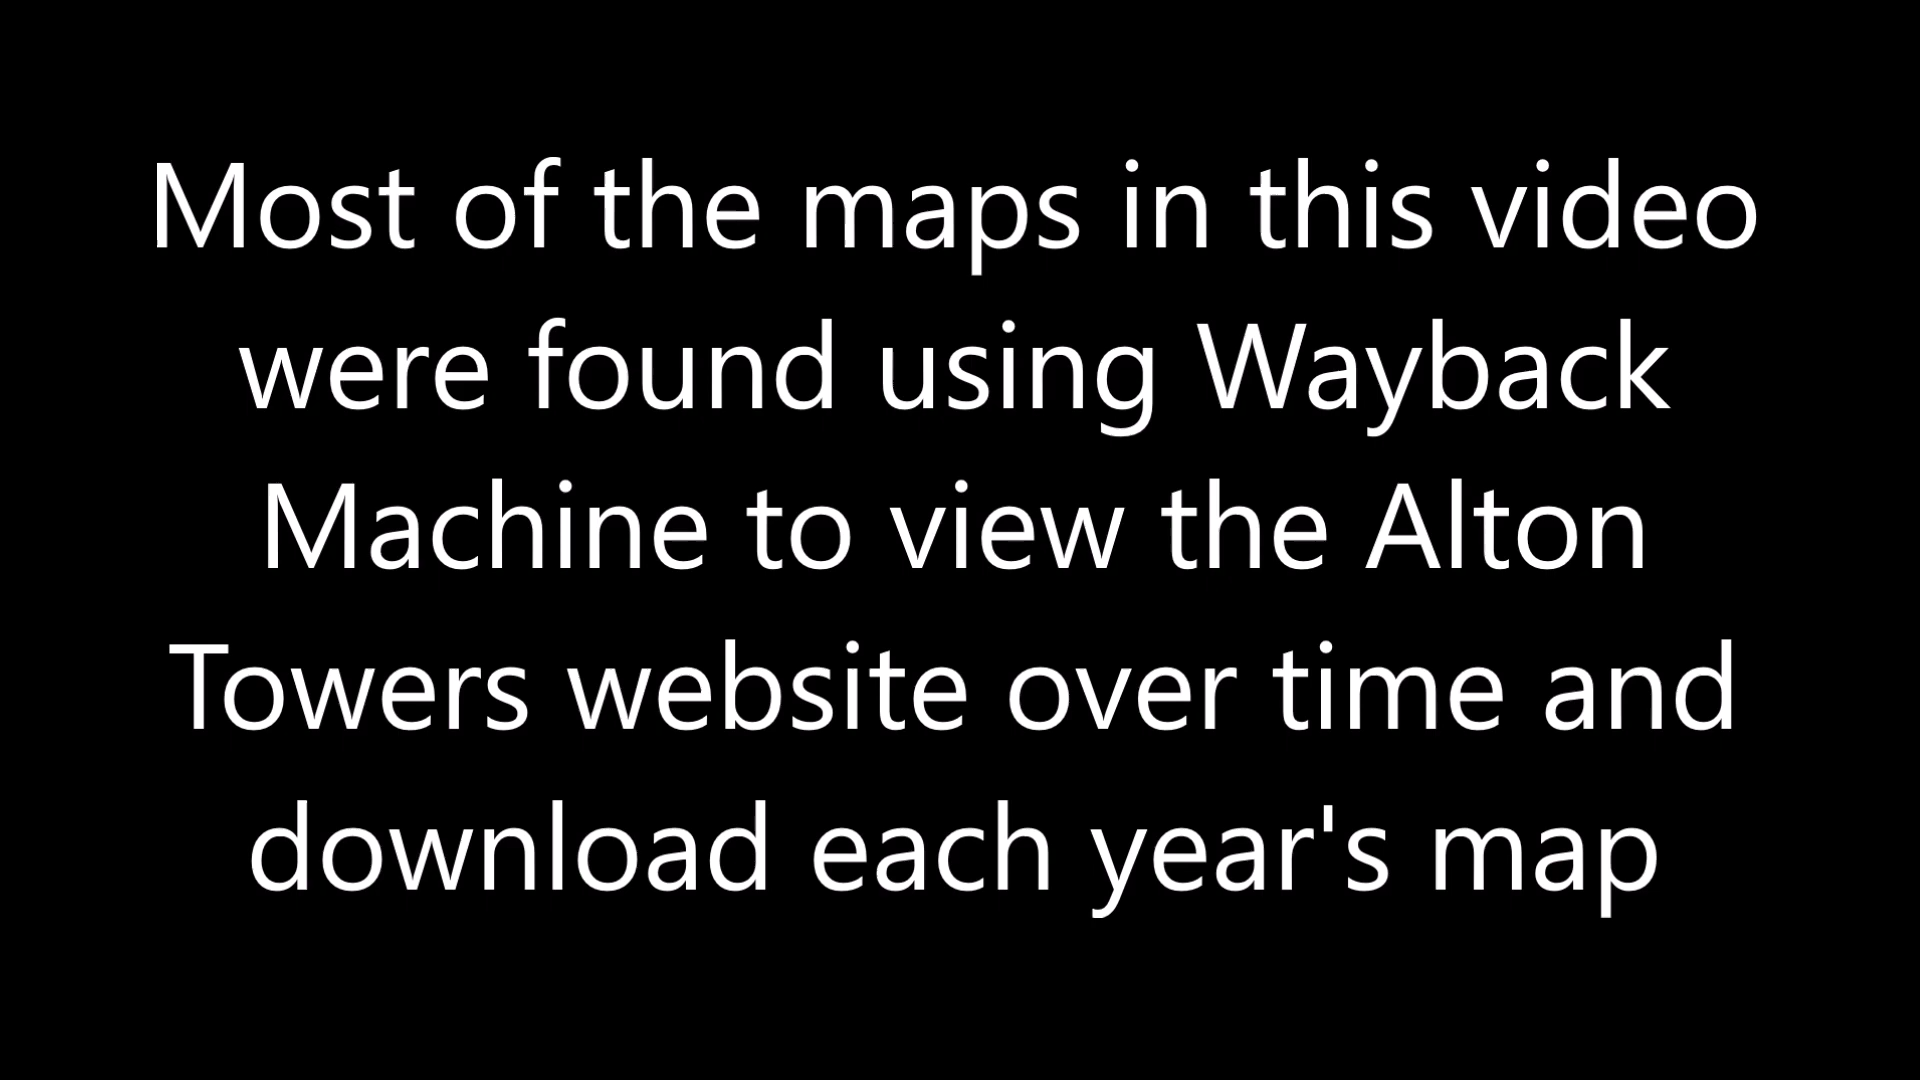 Most of the maps in this video
were found using Wayback
Machine to view the Alton
Towers website over time and
download each year's map